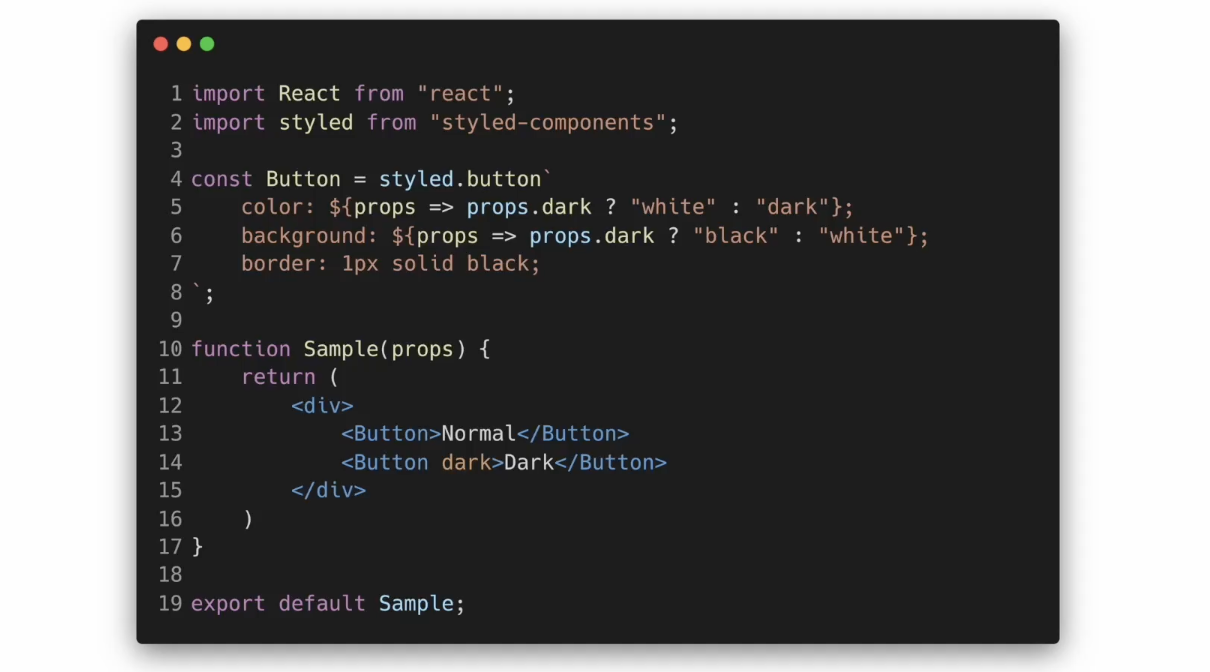 1 import React from "react";
2 import styled from "styled-components";
3
4 const Button = styled.button`
5     color: ${props => props.dark ? "white" : "dark"};
6     background: ${props => props.dark ? "black" : "white"};
7     border: 1px solid black;
8 `;
9
10 function Sample(props) {
11     return (
12         <div>
13             <Button>Normal</Button>
14             <Button dark>Dark</Button>
15         </div>
16     )
17 }
18
19 export default Sample;